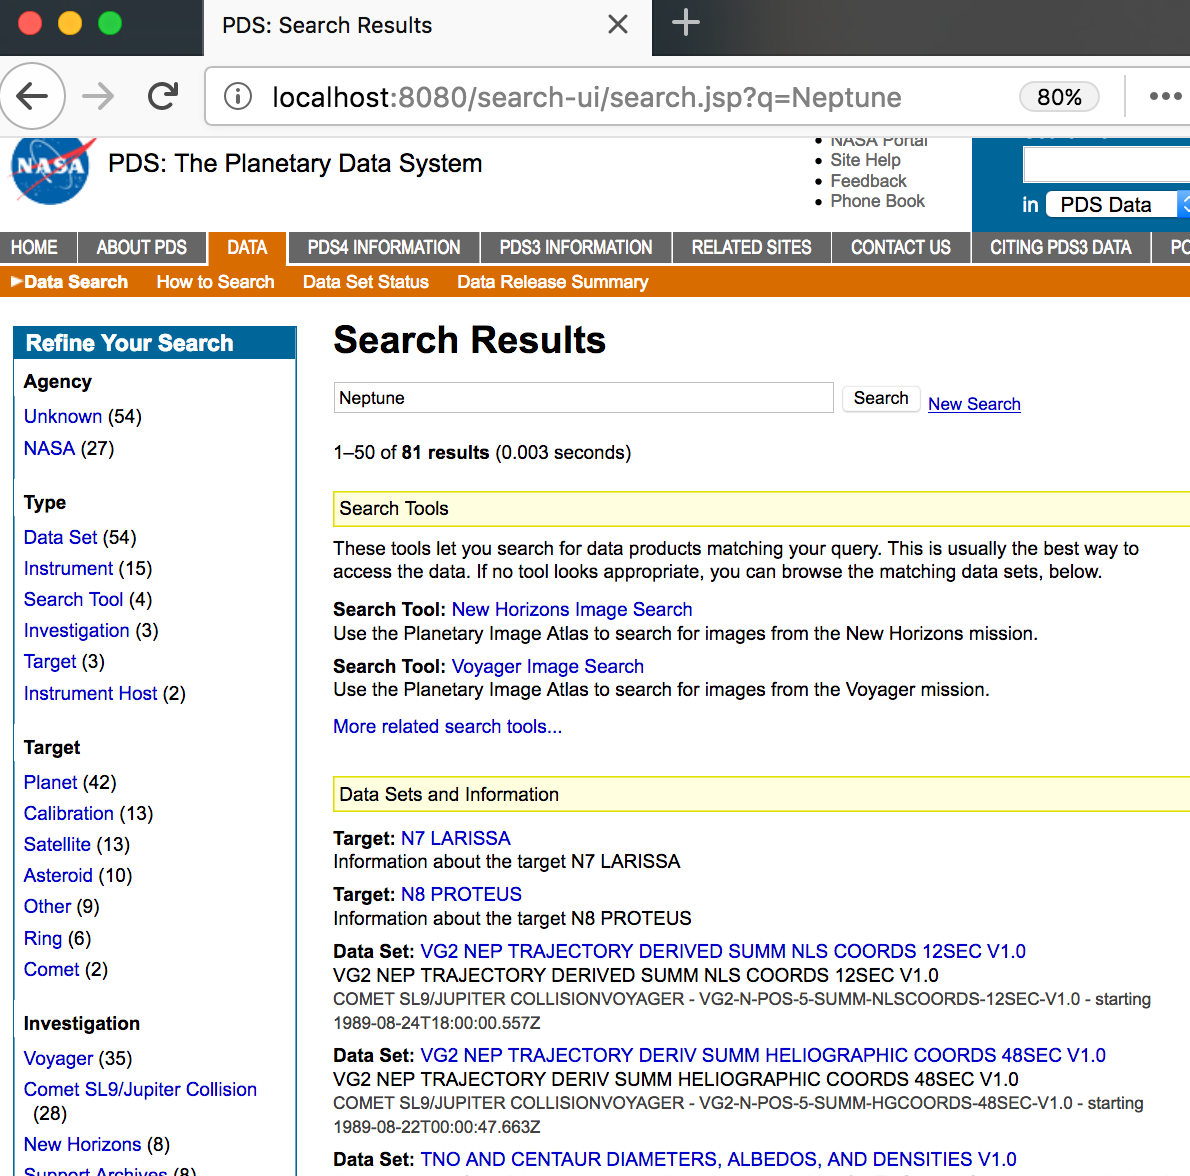 PDS: Search Results
localhost:8080/search-ui/search.jsp?q=Neptune
80%
NASA
PDS: The Planetary Data System
NASA Portal
Site Help
Feedback
Phone Book
in PDS Data
HOME ABOUT PDS DATA PDS4 INFORMATION PDS3 INFORMATION RELATED SITES CONTACT US CITING PDS3 DATA
Data Search How to Search Data Set Status Data Release Summary
Refine Your Search
Agency
Unknown (54)
NASA (27)
Type
Data Set (54)
Instrument (15)
Search Tool (4)
Investigation (3)
Target (3)
Instrument Host (2)
Target
Planet (42)
Calibration (13)
Satellite (13)
Asteroid (10)
Other (9)
Ring (6)
Comet (2)
Investigation
Voyager (35)
Comet SL9/Jupiter Collision
(28)
New Horizons (8)
Support Archives (8)
Search Results
Neptune Search New Search
1–50 of 81 results (0.003 seconds)
Search Tools
These tools let you search for data products matching your query. This is usually the best way to
access the data. If no tool looks appropriate, you can browse the matching data sets, below.
Search Tool: New Horizons Image Search
Use the Planetary Image Atlas to search for images from the New Horizons mission.
Search Tool: Voyager Image Search
Use the Planetary Image Atlas to search for images from the Voyager mission.
More related search tools...
Data Sets and Information
Target: N7 LARISSA
Information about the target N7 LARISSA
Target: N8 PROTEUS
Information about the target N8 PROTEUS
Data Set: VG2 NEP TRAJECTORY DERIVED SUMM NLS COORDS 12SEC V1.0
VG2 NEP TRAJECTORY DERIVED SUMM NLS COORDS 12SEC V1.0
COMET SL9/JUPITER COLLISIONVOYAGER - VG2-N-POS-5-SUMM-NLSCOORDS-12SEC-V1.0 - starting
1989-08-24T18:00:00.557Z
Data Set: VG2 NEP TRAJECTORY DERIV SUMM HELIOGRAPHIC COORDS 48SEC V1.0
VG2 NEP TRAJECTORY DERIV SUMM HELIOGRAPHIC COORDS 48SEC V1.0
COMET SL9/JUPITER COLLISIONVOYAGER - VG2-N-POS-5-SUMM-HGCOORDS-48SEC-V1.0 - starting
1989-08-22T00:00:47.663Z
Data Set: TNO AND CENTAUR DIAMETERS, ALBEDOS, AND DENSITIES V1.0